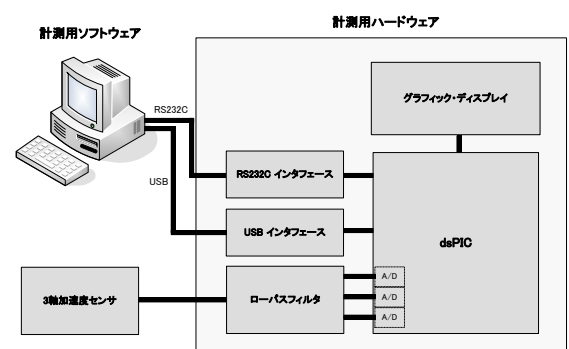 計測用ソフトウェア
計測用ハードウェア
グラフィック・ディスプレイ
RS232C
RS232C インタフェース
USB
USB インタフェース
dsPIC
3軸加速度センサ
ローパスフィルタ
A/D
A/D
A/D